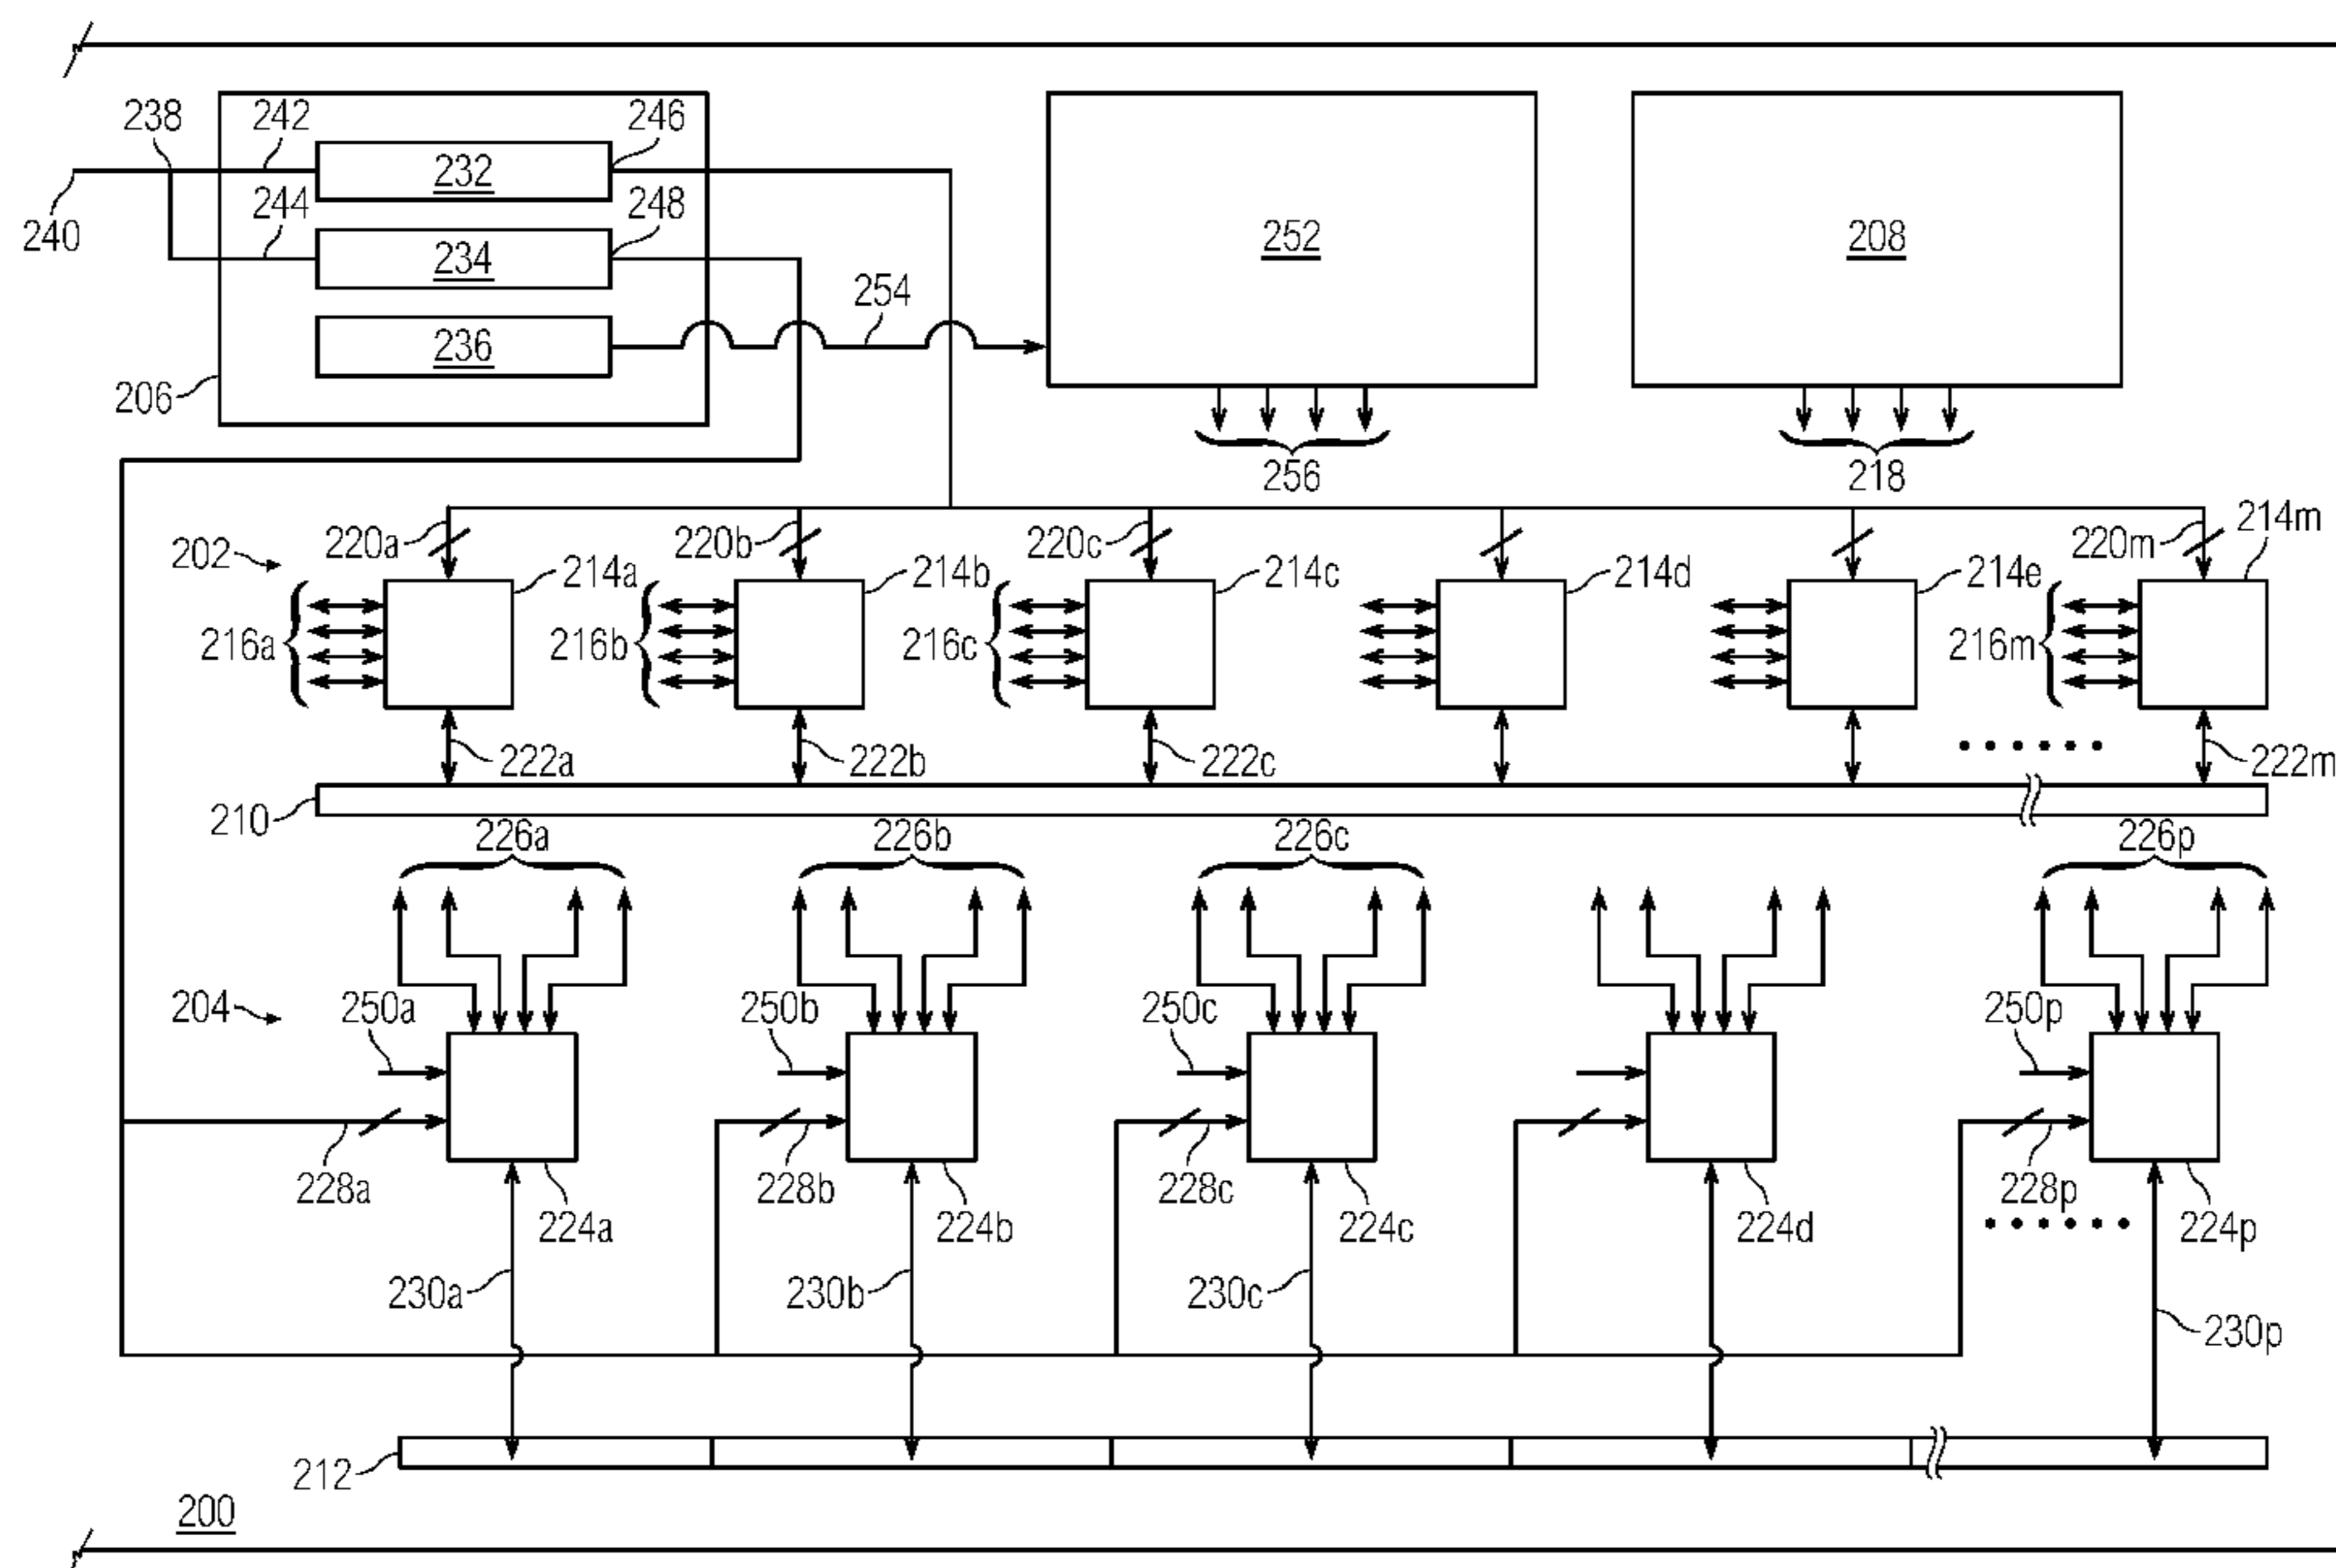 238 242 246
232
244 248
240 234 252 208
254
236
206
256 218
214m
202 220a 220b 220c 220m
214a 214b 214c 214d 214e
216a 216b 216c 216m
222a 222b 222c 222m
210
226a 226b 226c 226p
204 250a 250b 250c 250p
228a 228b 228c 228p
224a 224b 224c 224d 224p
230a 230b 230c
230p
212
200